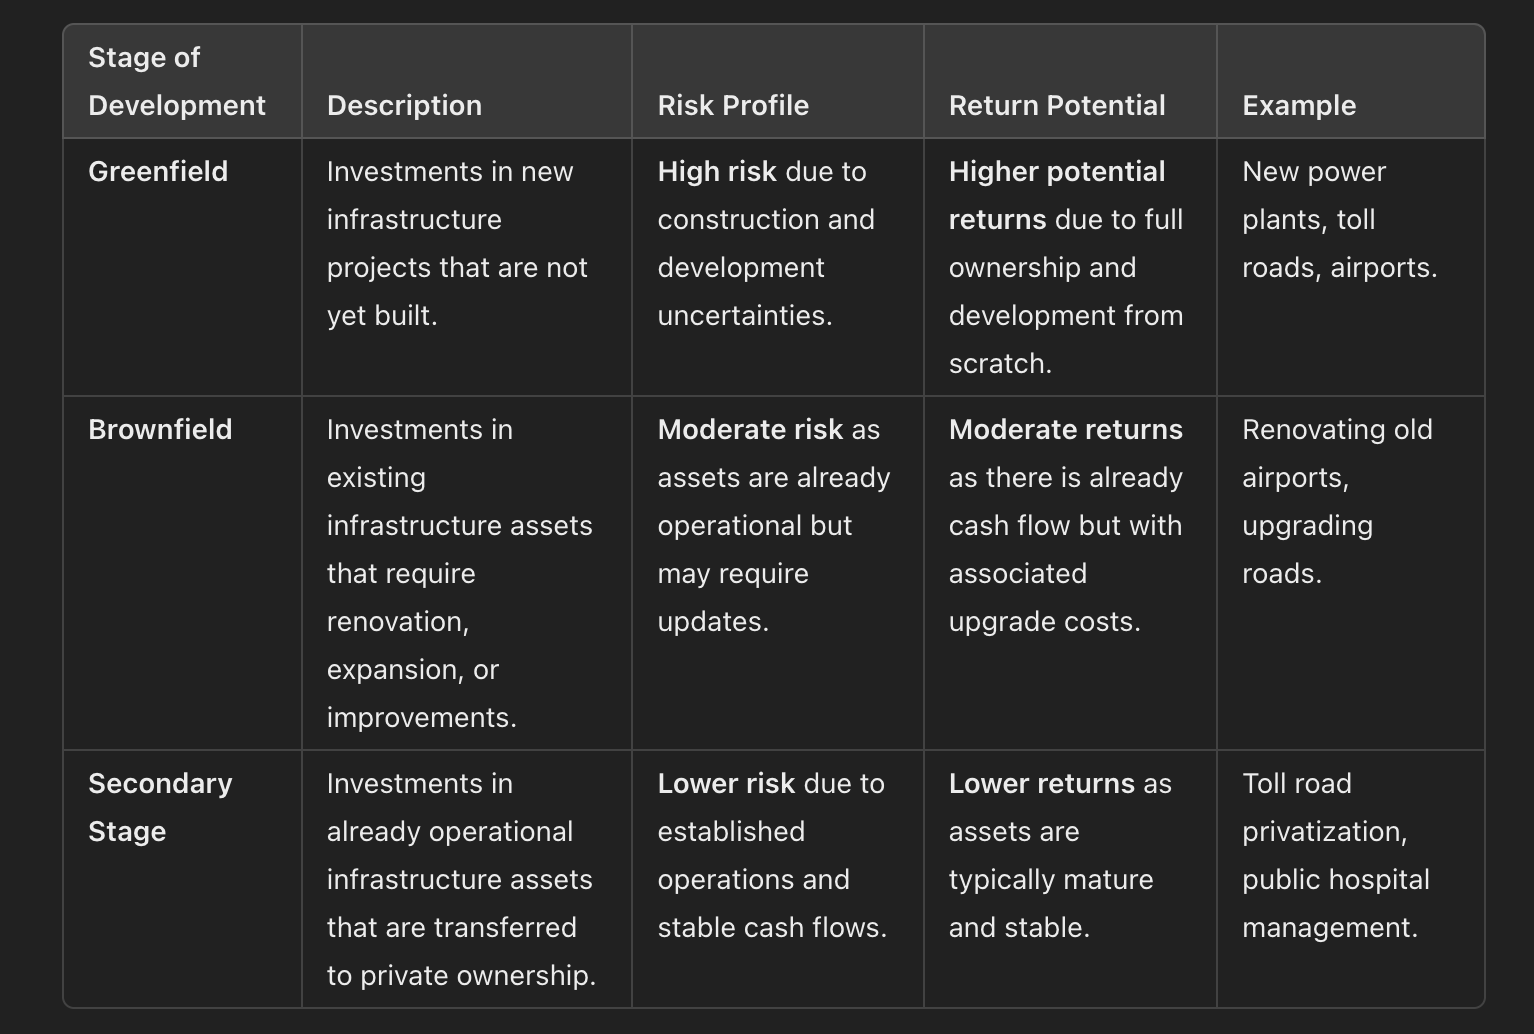 Stage of
Development
Description
Risk Profile
Return Potential
Example
Greenfield
Investments in new
infrastructure
projects that are not
yet built.
High risk due to
construction and
development
uncertainties.
Higher potential
returns due to full
ownership and
development from
scratch.
New power
plants, toll
roads, airports.
Brownfield
Investments in
existing
infrastructure assets
that require
renovation,
expansion, or
improvements.
Moderate risk as
assets are already
operational but
may require
updates.
Moderate returns
as there is already
cash flow but with
associated
upgrade costs.
Renovating old
airports,
upgrading
roads.
Secondary
Stage
Investments in
already operational
infrastructure assets
that are transferred
to private ownership.
Lower risk due to
established
operations and
stable cash flows.
Lower returns as
assets are
typically mature
and stable.
Toll road
privatization,
public hospital
management.